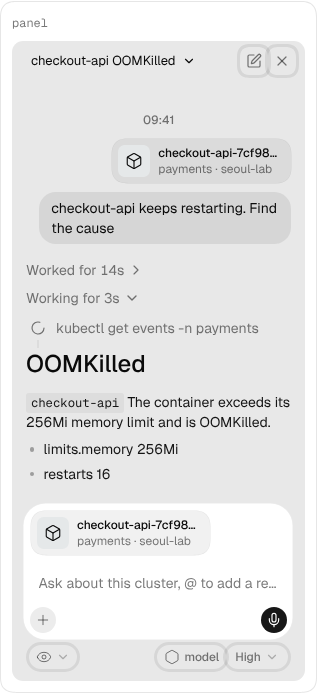 panel
checkout-api OOMKilled
09:41
checkout-api-7cf98...
payments · seoul-lab
checkout-api keeps restarting. Find
the cause
Worked for 14s
Working for 3s
kubectl get events -n payments
OOMKilled
checkout-api The container exceeds its
256Mi memory limit and is OOMKilled.
• limits.memory 256Mi
• restarts 16
checkout-api-7cf98...
payments · seoul-lab
Ask about this cluster, @ to add a re...
model High